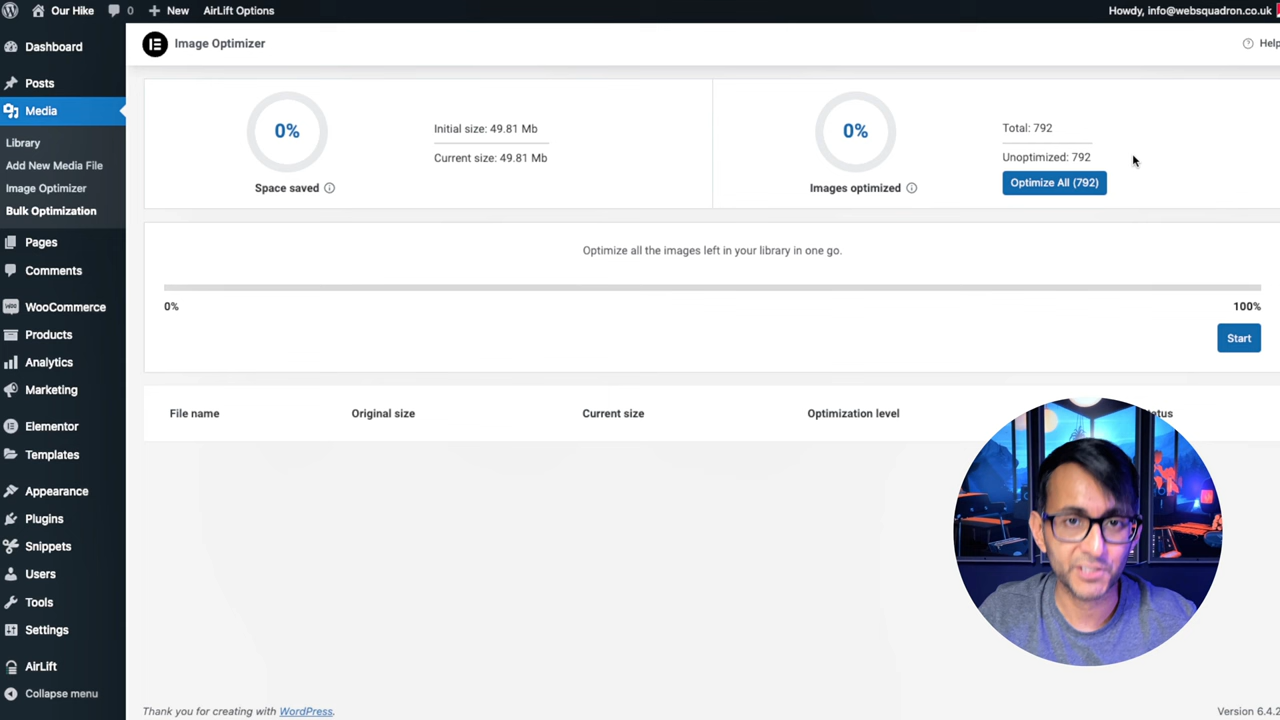 Our Hike
0
New
AirLift Options
Howdy, info@websquadron.co.uk
Dashboard
Posts
Media
Library
Add New Media File
Image Optimizer
Bulk Optimization
Pages
Comments
WooCommerce
Products
Analytics
Marketing
Elementor
Templates
Appearance
Plugins
Snippets
Users
Tools
Settings
AirLift
Collapse menu
Image Optimizer
Help
0%
Space saved
Initial size: 49.81 Mb
Current size: 49.81 Mb
0%
Images optimized
Total: 792
Unoptimized: 792
Optimize All (792)
Optimize all the images left in your library in one go.
0%
100%
Start
File name
Original size
Current size
Optimization level
Thank you for creating with WordPress.
Version 6.4.2